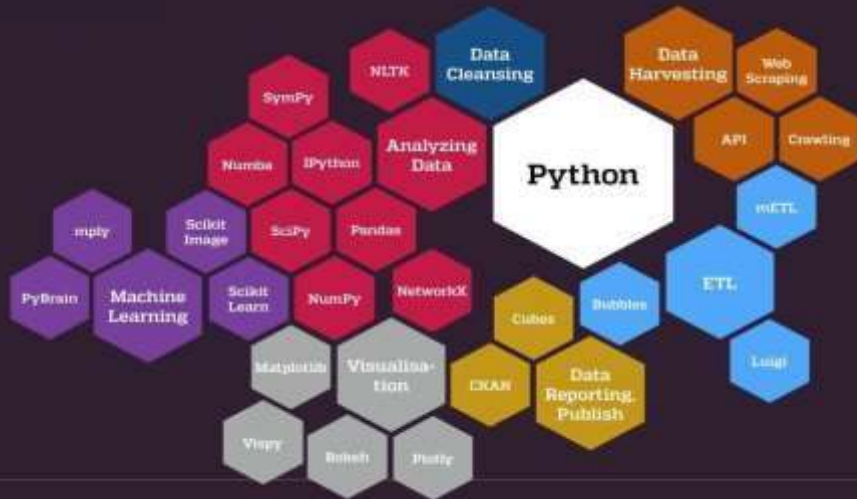 Data
Cleansing
Data
Harvesting
Web
Scraping
NLTK
SymPy
API
Crawling
Analyzing
Data
Python
Numba
IPython
mETL
mply
Scikit
Image
SciPy
Pandas
PyBrain
Machine
Learning
Scikit
Learn
NumPy
NetworkX
ETL
Cubes
Bubbles
Matplotlib
Visualisa-
tion
CKAN
Data
Reporting,
Publish
Luigi
Vispy
Bokeh
Plotly